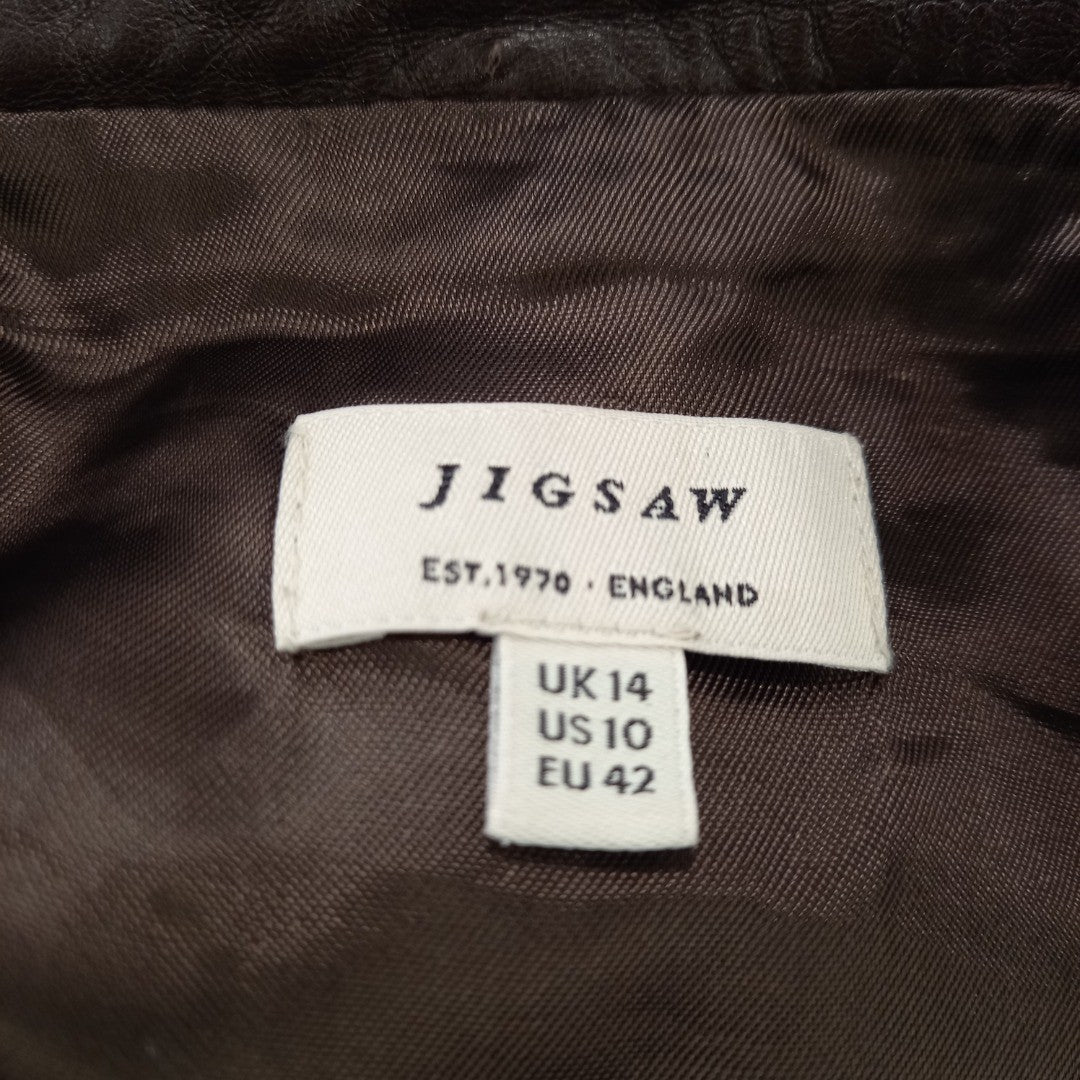 JIGSAW
EST. 1970 · ENGLAND
UK 14
US 10
EU 42